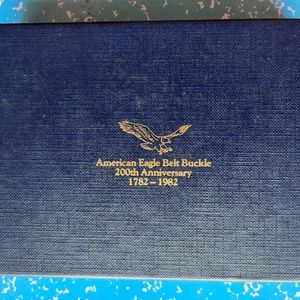 American Eagle Belt Buckle
200th Anniversary
1782 - 1982